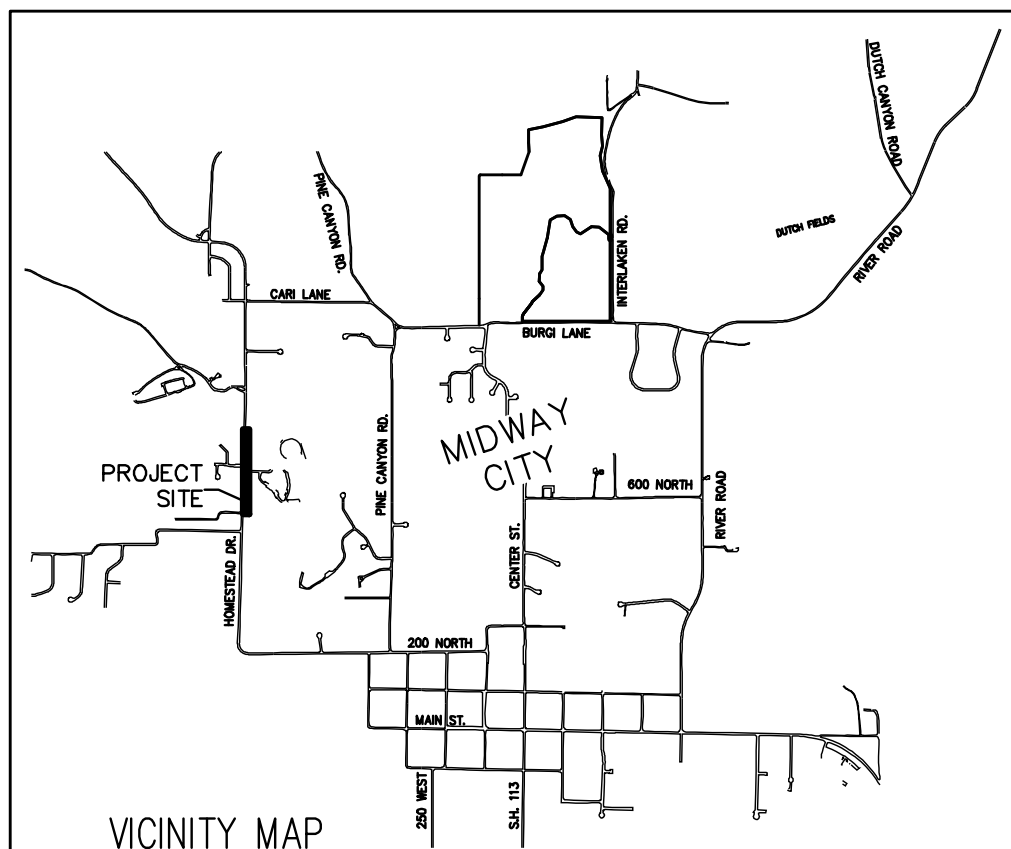 DUTCH CANYON ROAD
PINE CANYON RD.
INTERLAKEN RD.
DUTCH FIELDS
RIVER ROAD
CARI LANE
BURGI LANE
MIDWAY
CITY
PINE CANYON RD.
PROJECT
SITE
600 NORTH
RIVER ROAD
CENTER ST.
HOMESTEAD DR.
200 NORTH
MAIN ST.
250 WEST
S.H. 113
VICINITY MAP